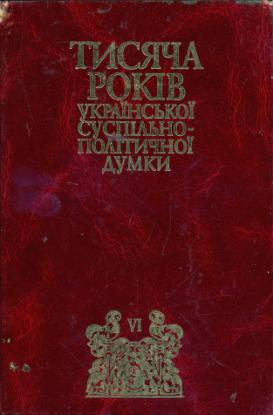 ТИСЯЧА
РОКІВ
УКРАЇНСЬКОЇ
СУСПІЛЬНО-
ПОЛІТИЧНОЇ
ДУМКИ
VI